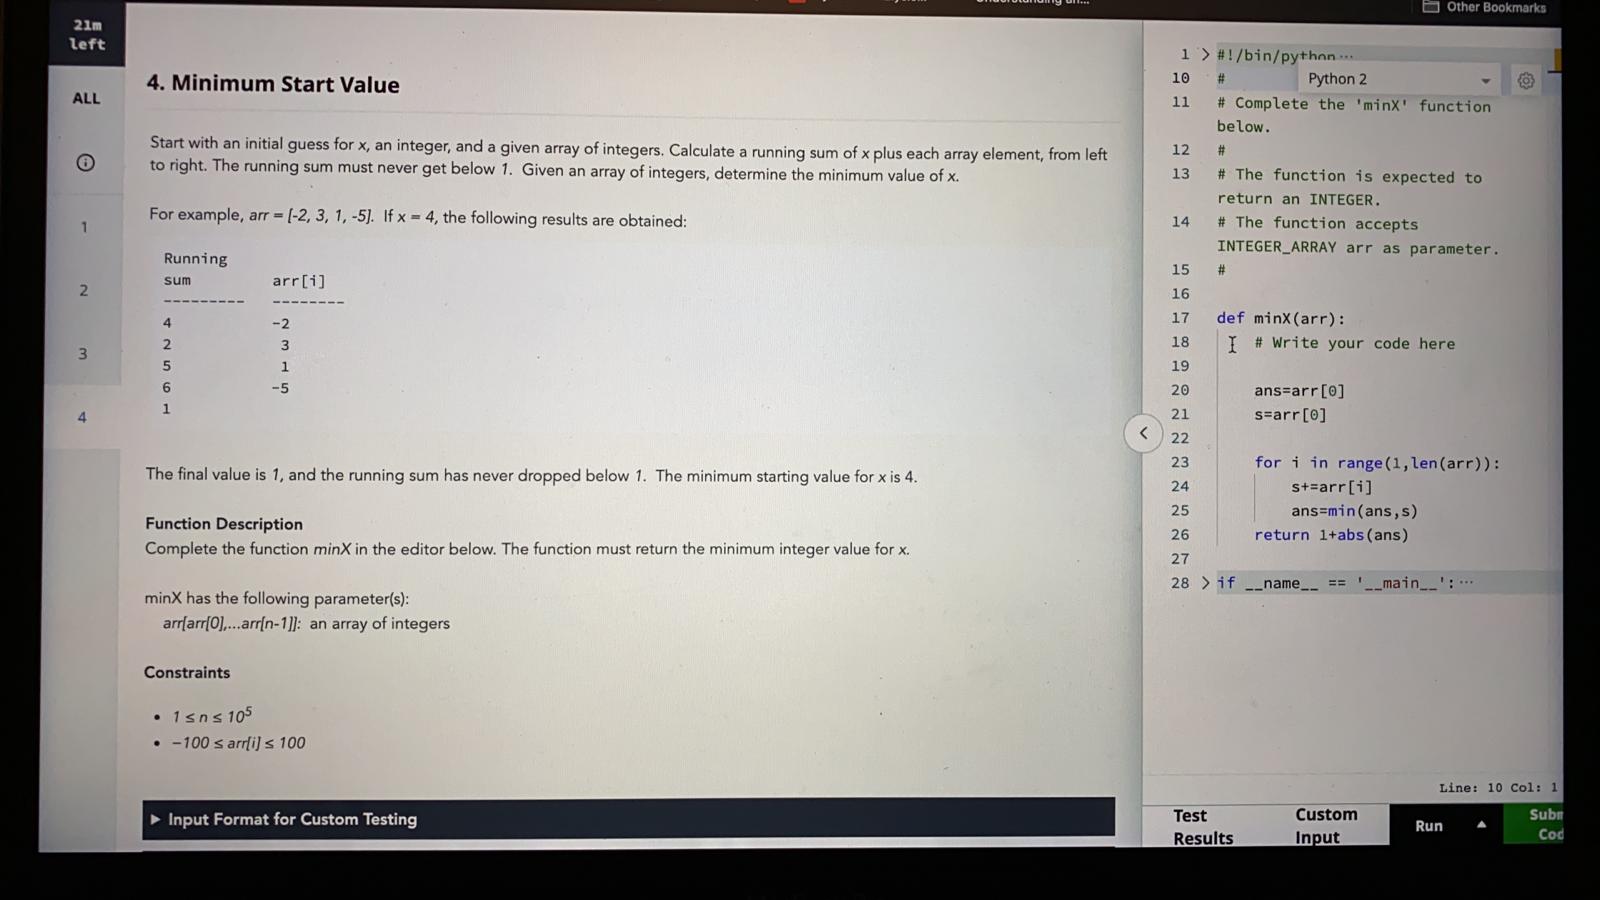 Other Bookmarks
21m
left
ALL
1
2
3
4
4. Minimum Start Value
Start with an initial guess for x, an integer, and a given array of integers. Calculate a running sum of x plus each array element, from left
to right. The running sum must never get below 1. Given an array of integers, determine the minimum value of x.
For example, arr = [-2, 3, 1, -5]. If x = 4, the following results are obtained:
Running
sum arr[i]
--------- --------
4 -2
2 3
5 1
6 -5
1
The final value is 1, and the running sum has never dropped below 1. The minimum starting value for x is 4.
Function Description
Complete the function minX in the editor below. The function must return the minimum integer value for x.
minX has the following parameter(s):
arr[arr[0],...arr[n-1]]: an array of integers
Constraints
• 1 ≤ n ≤ 10⁵
• −100 ≤ arr[i] ≤ 100
▶ Input Format for Custom Testing
Python 2
1 > #!/bin/python ···
10 #
11 # Complete the 'minX' function
below.
12 #
13 # The function is expected to
return an INTEGER.
14 # The function accepts
INTEGER_ARRAY arr as parameter.
15 #
16
17 def minX(arr):
18 # Write your code here
19
20 ans=arr[0]
21 s=arr[0]
22
23 for i in range(1,len(arr)):
24 s+=arr[i]
25 ans=min(ans,s)
26 return 1+abs(ans)
27
28 > if __name__ == '__main__': ···
Line: 10 Col: 1
Test
Results
Custom
Input
Run